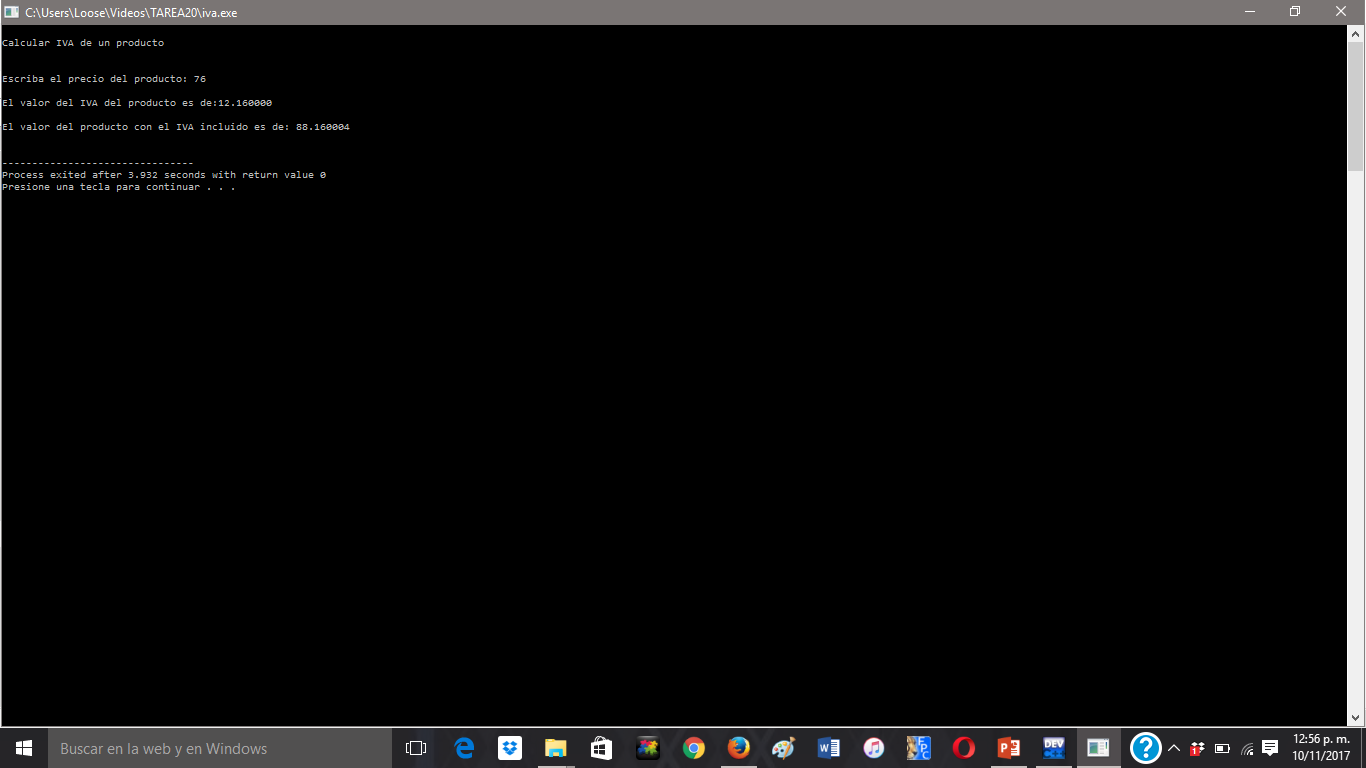 C:\Users\Loose\Videos\TAREA20\iva.exe
Calcular IVA de un producto
Escriba el precio del producto: 76
El valor del IVA del producto es de:12.160000
El valor del producto con el IVA incluido es de: 88.160004
--------------------------------
Process exited after 3.932 seconds with return value 0
Presione una tecla para continuar . . .
Buscar en la web y en Windows
DEV
12:56 p. m.
10/11/2017